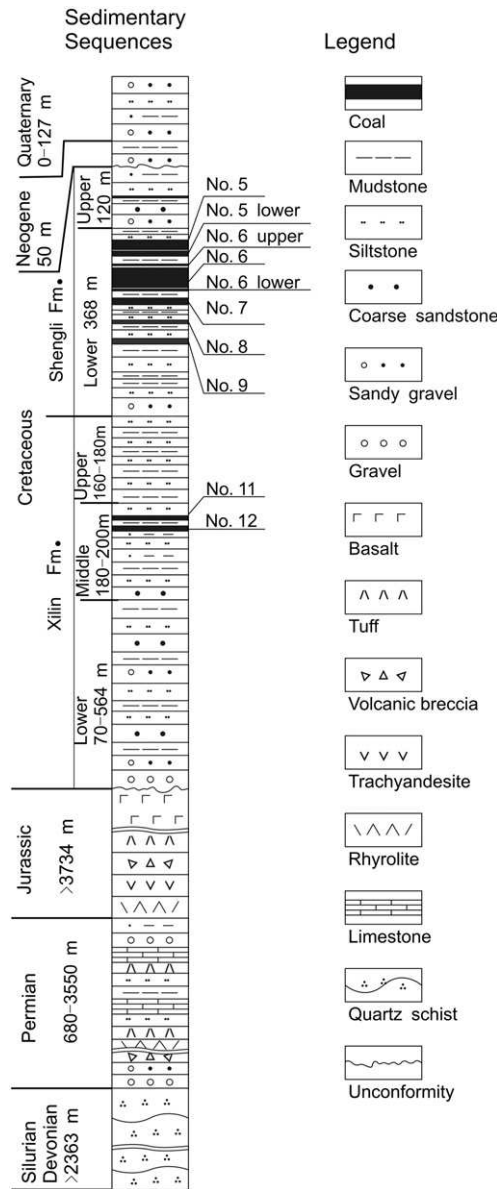 Sedimentary
Sequences
Legend
Quaternary
0–127 m
Neogene
50 m
Cretaceous
Shengli Fm.
Upper
120 m
Lower 368 m
Xilin Fm.
Upper
160–180m
Middle
180–200m
Lower
70–564 m
Jurassic
>3734 m
Permian
680–3550 m
Silurian
Devonian
>2363 m
No. 5
No. 5 lower
No. 6 upper
No. 6
No. 6 lower
No. 7
No. 8
No. 9
No. 11
No. 12
Coal
Mudstone
Siltstone
Coarse sandstone
Sandy gravel
Gravel
Basalt
Tuff
Volcanic breccia
Trachyandesite
Rhyrolite
Limestone
Quartz schist
Unconformity